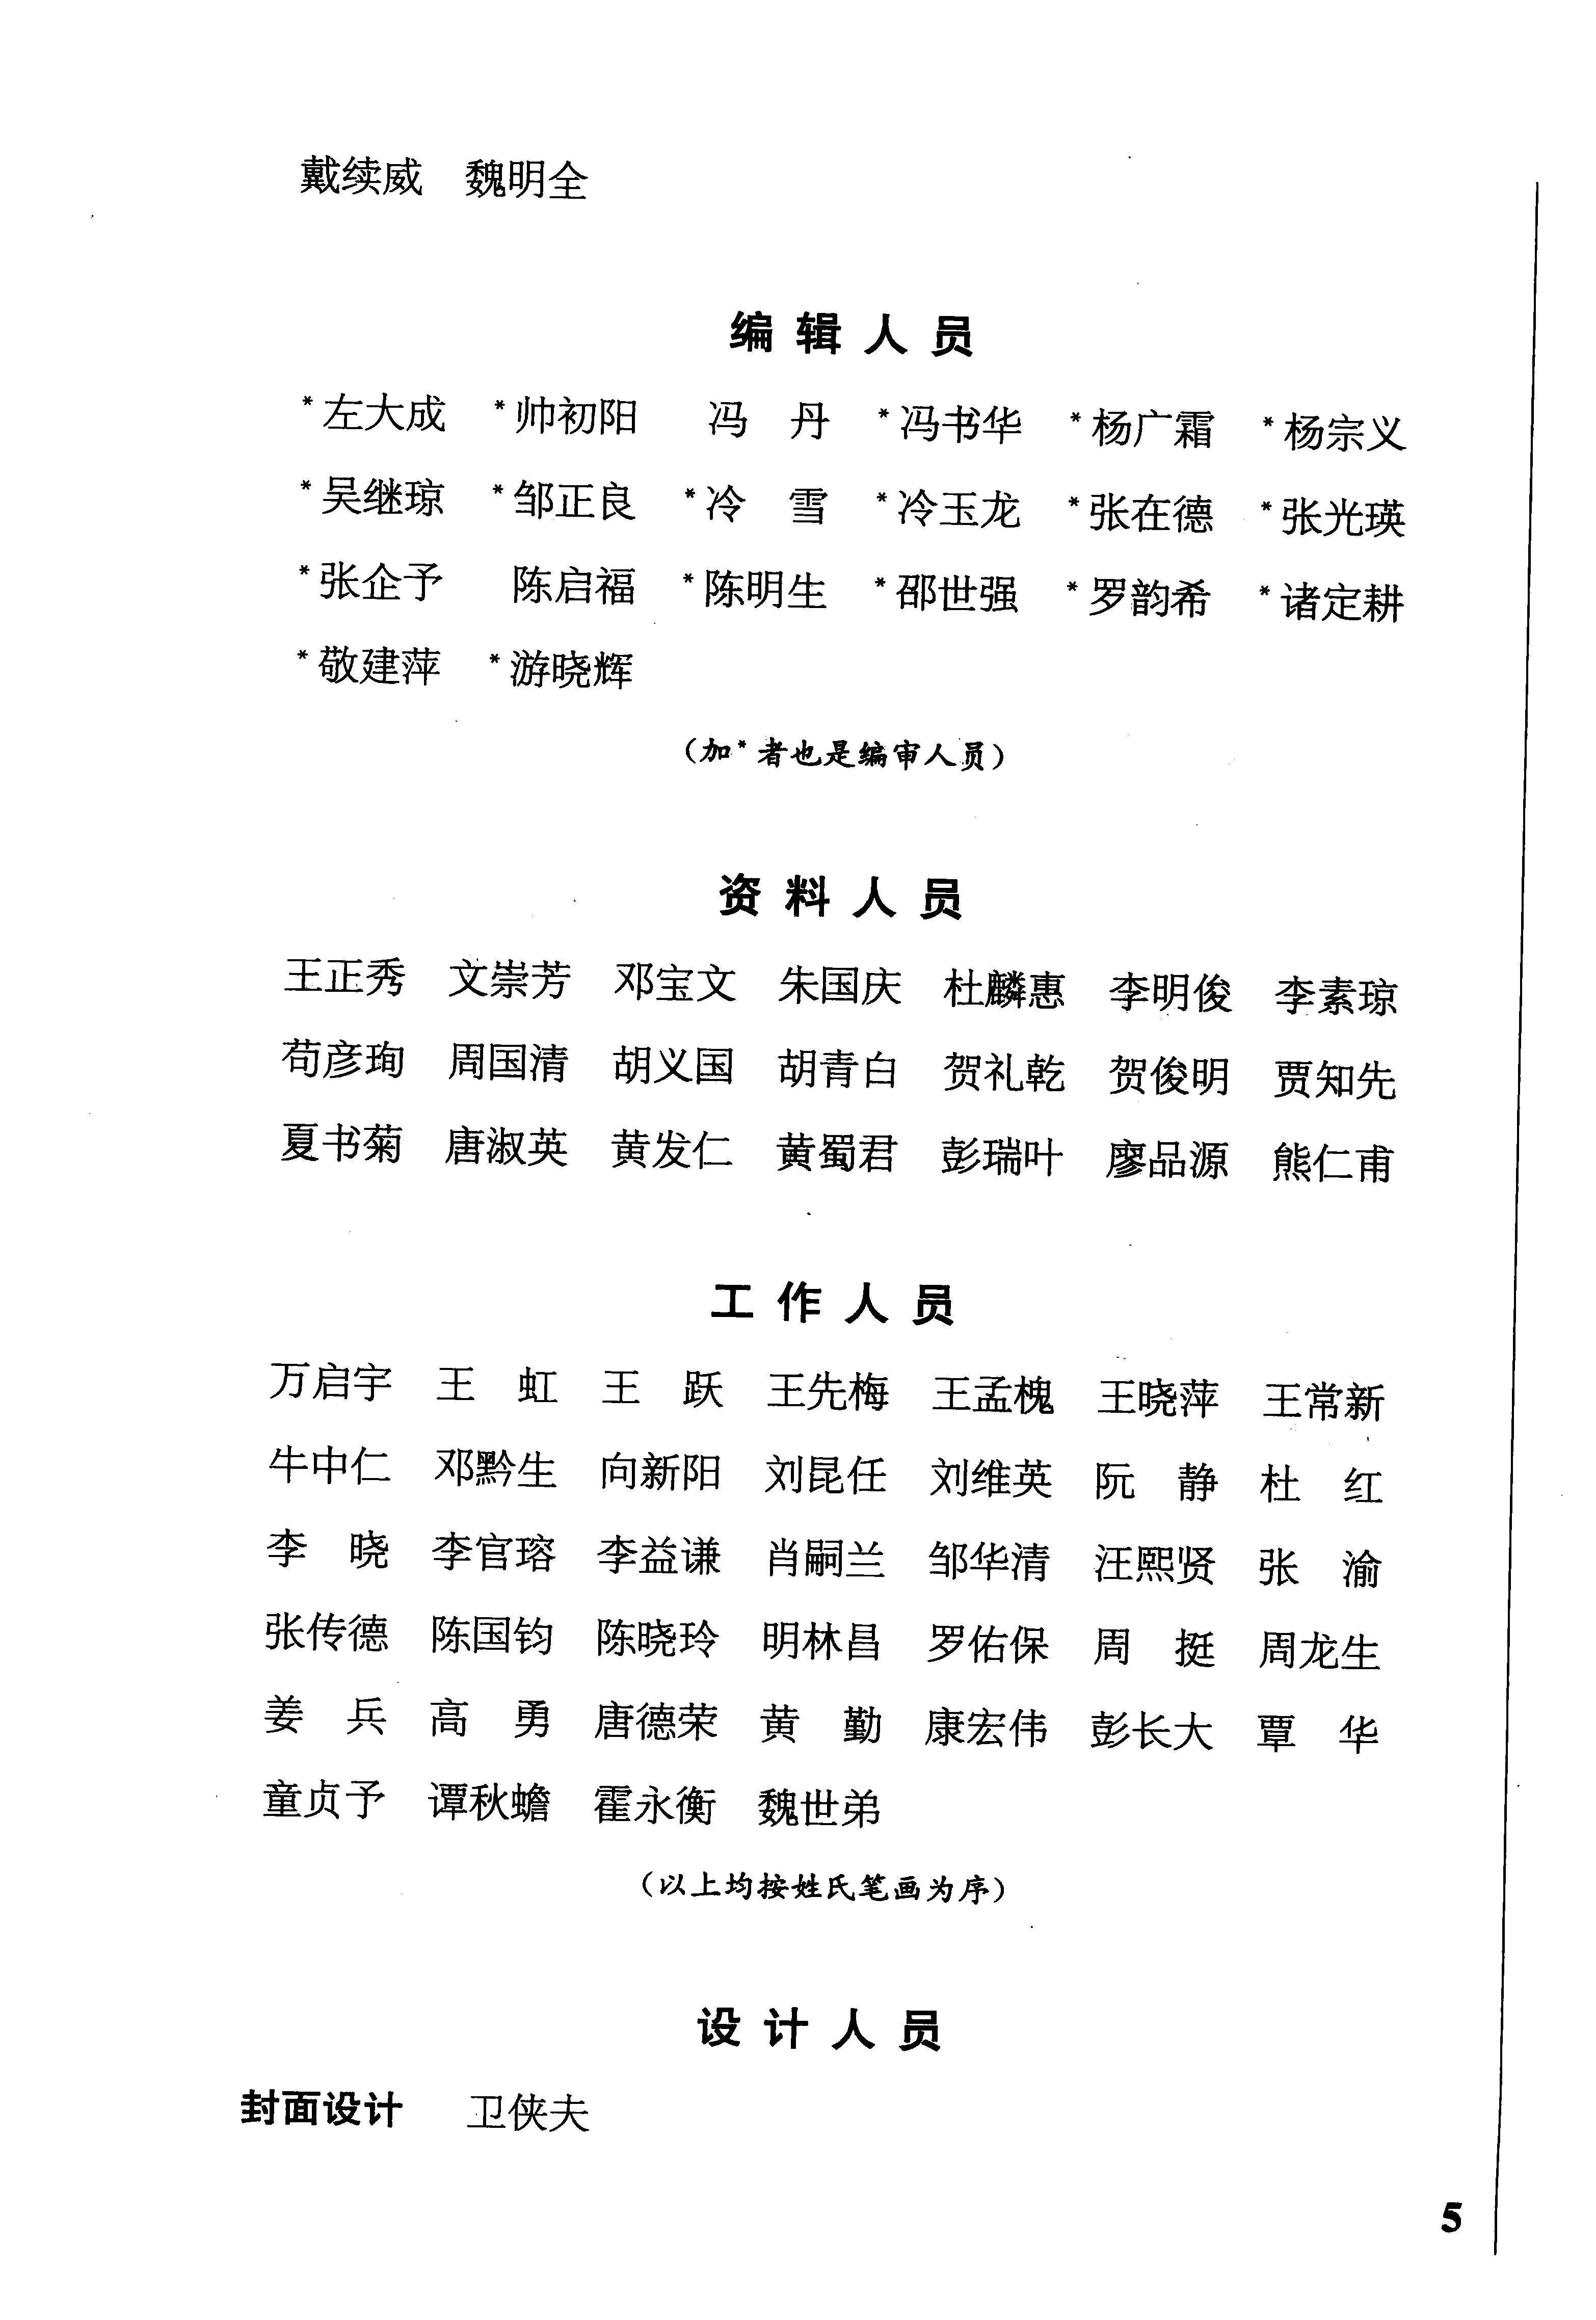 戴续威 魏明全
编辑人员
*左大成 *帅初阳 冯 丹 *冯书华 *杨广霜 *杨宗义
*吴继琼 *邹正良 *冷 雪 *冷玉龙 *张在德 *张光瑛
*张企予 陈启福 *陈明生 *邵世强 *罗韵希 *诸定耕
*敬建萍 *游晓辉
（加*者也是编审人员）
资料人员
王正秀 文崇芳 邓宝文 朱国庆 杜麟惠 李明俊 李素琼
苟彦珣 周国清 胡义国 胡青白 贺礼乾 贺俊明 贾知先
夏书菊 唐淑英 黄发仁 黄蜀君 彭瑞叶 廖品源 熊仁甫
工作人员
万启宇 王 虹 王 跃 王先梅 王孟槐 王晓萍 王常新
牛中仁 邓黔生 向新阳 刘昆任 刘维英 阮 静 杜 红
李 晓 李官瑢 李益谦 肖嗣兰 邹华清 汪熙贤 张 渝
张传德 陈国钧 陈晓玲 明林昌 罗佑保 周 挺 周龙生
姜 兵 高 勇 唐德荣 黄 勤 康宏伟 彭长大 覃 华
童贞予 谭秋蟾 霍永衡 魏世弟
（以上均按姓氏笔画为序）
设计人员
封面设计 卫侠夫
5